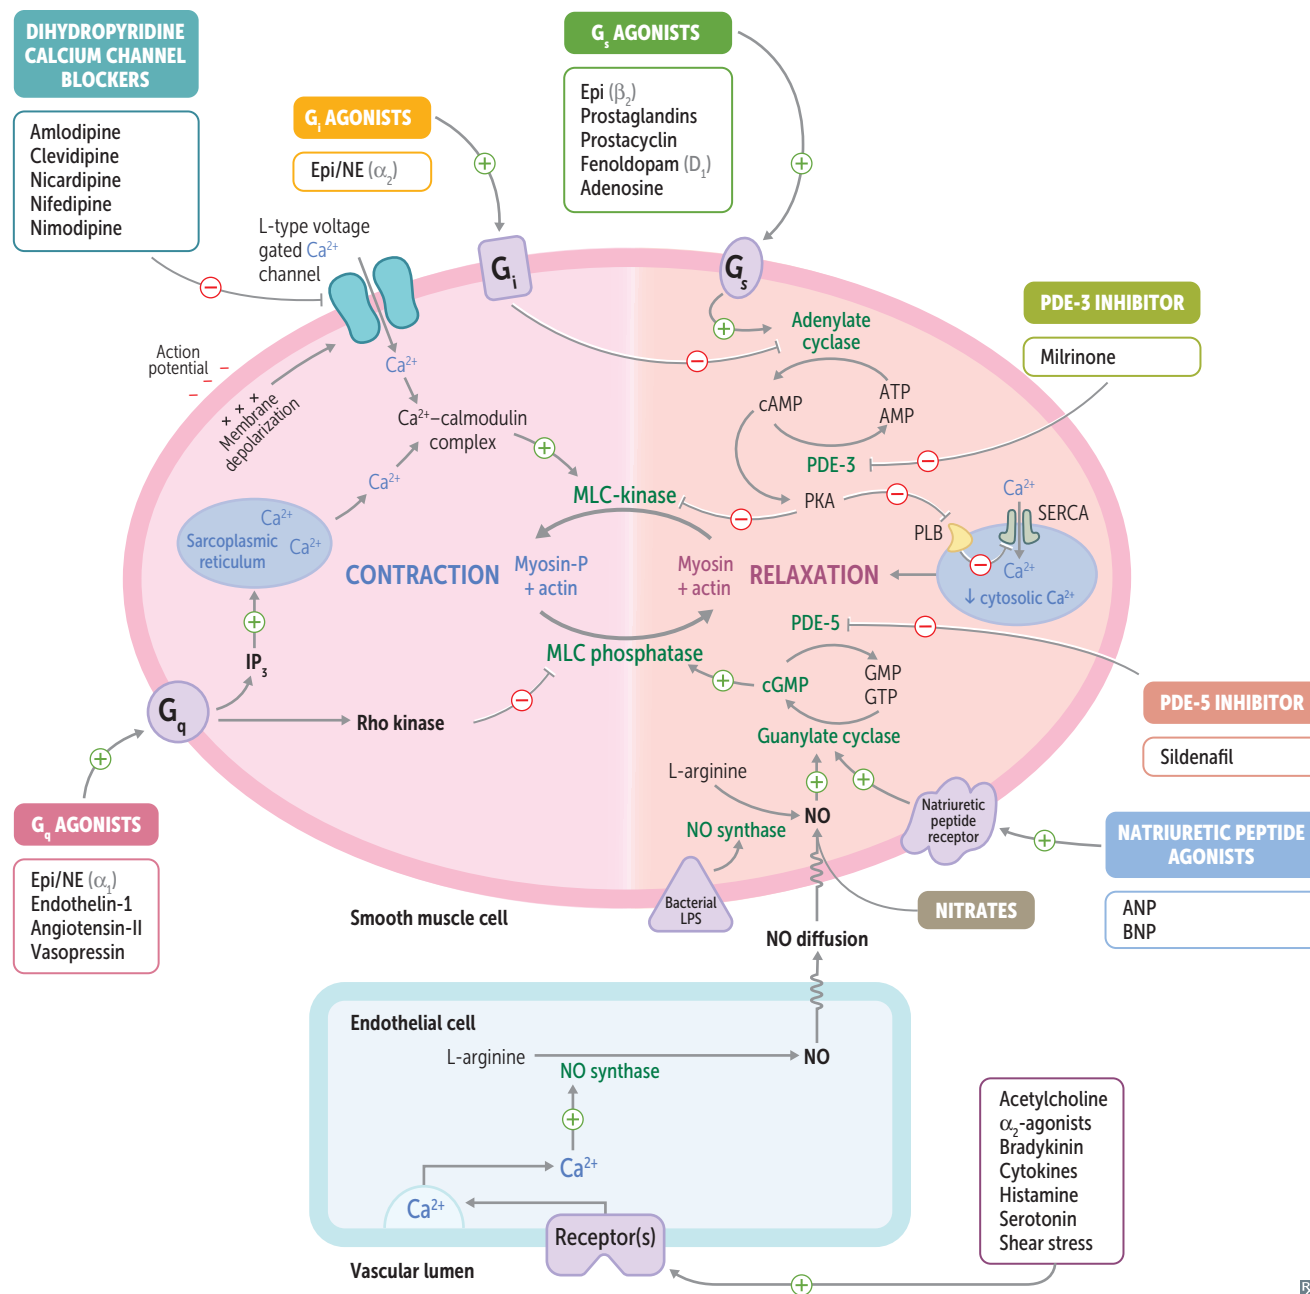 DIHYDROPYRIDINE
CALCIUM CHANNEL
BLOCKERS
Amlodipine
Clevidipine
Nicardipine
Nifedipine
Nimodipine
Gᵢ AGONISTS
Epi/NE (α₂)
Gₛ AGONISTS
Epi (β₂)
Prostaglandins
Prostacyclin
Fenoldopam (D₁)
Adenosine
L-type voltage
gated Ca²⁺
channel
Gᵢ
Gₛ
PDE-3 INHIBITOR
Milrinone
Action
potential
− − −
+ + +
Membrane
depolarization
Ca²⁺
Ca²⁺–calmodulin
complex
Ca²⁺
Adenylate
cyclase
cAMP
ATP
AMP
PDE-3
PKA
PLB
Ca²⁺
SERCA
Ca²⁺
↓ cytosolic Ca²⁺
MLC-kinase
Ca²⁺
Sarcoplasmic
reticulum
Ca²⁺
CONTRACTION
Myosin-P
+ actin
Myosin
+ actin
RELAXATION
MLC phosphatase
PDE-5
cGMP
GMP
GTP
Guanylate cyclase
IP₃
G_q
Rho kinase
PDE-5 INHIBITOR
Sildenafil
L-arginine
NO
NO synthase
Natriuretic
peptide
receptor
NATRIURETIC PEPTIDE
AGONISTS
ANP
BNP
G_q AGONISTS
Epi/NE (α₁)
Endothelin-1
Angiotensin-II
Vasopressin
Smooth muscle cell
Bacterial
LPS
NITRATES
NO diffusion
Endothelial cell
L-arginine
NO
NO synthase
Ca²⁺
Ca²⁺
Receptor(s)
Vascular lumen
Acetylcholine
α₂-agonists
Bradykinin
Cytokines
Histamine
Serotonin
Shear stress